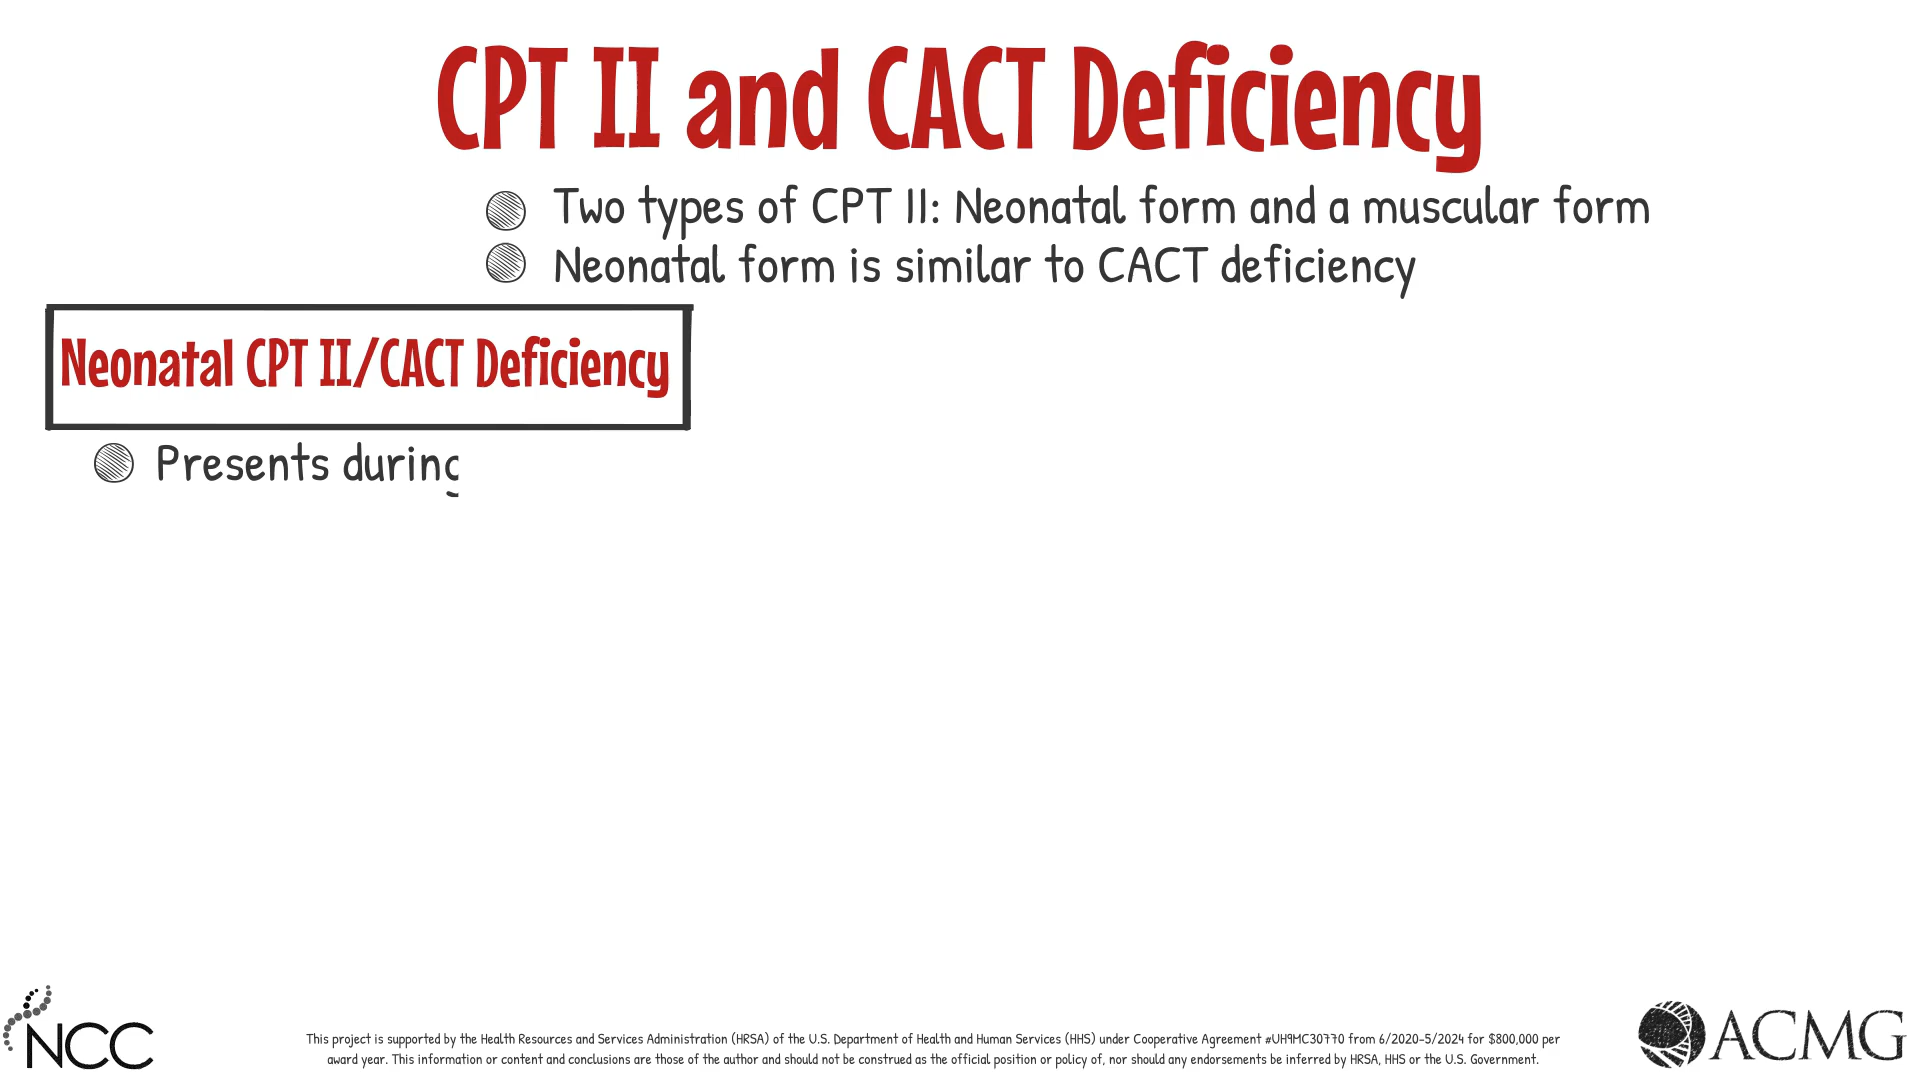 CPT II and CACT Deficiency
Two types of CPT II: Neonatal form and a muscular form
Neonatal form is similar to CACT deficiency
Neonatal CPT II/CACT Deficiency
Presents during
NCC
This project is supported by the Health Resources and Services Administration (HRSA) of the U.S. Department of Health and Human Services (HHS) under Cooperative Agreement #UH9MC30770 from 6/2020-5/2024 for $800,000 per
award year. This information or content and conclusions are those of the author and should not be construed as the official position or policy of, nor should any endorsements be inferred by HRSA, HHS or the U.S. Government.
ACMG